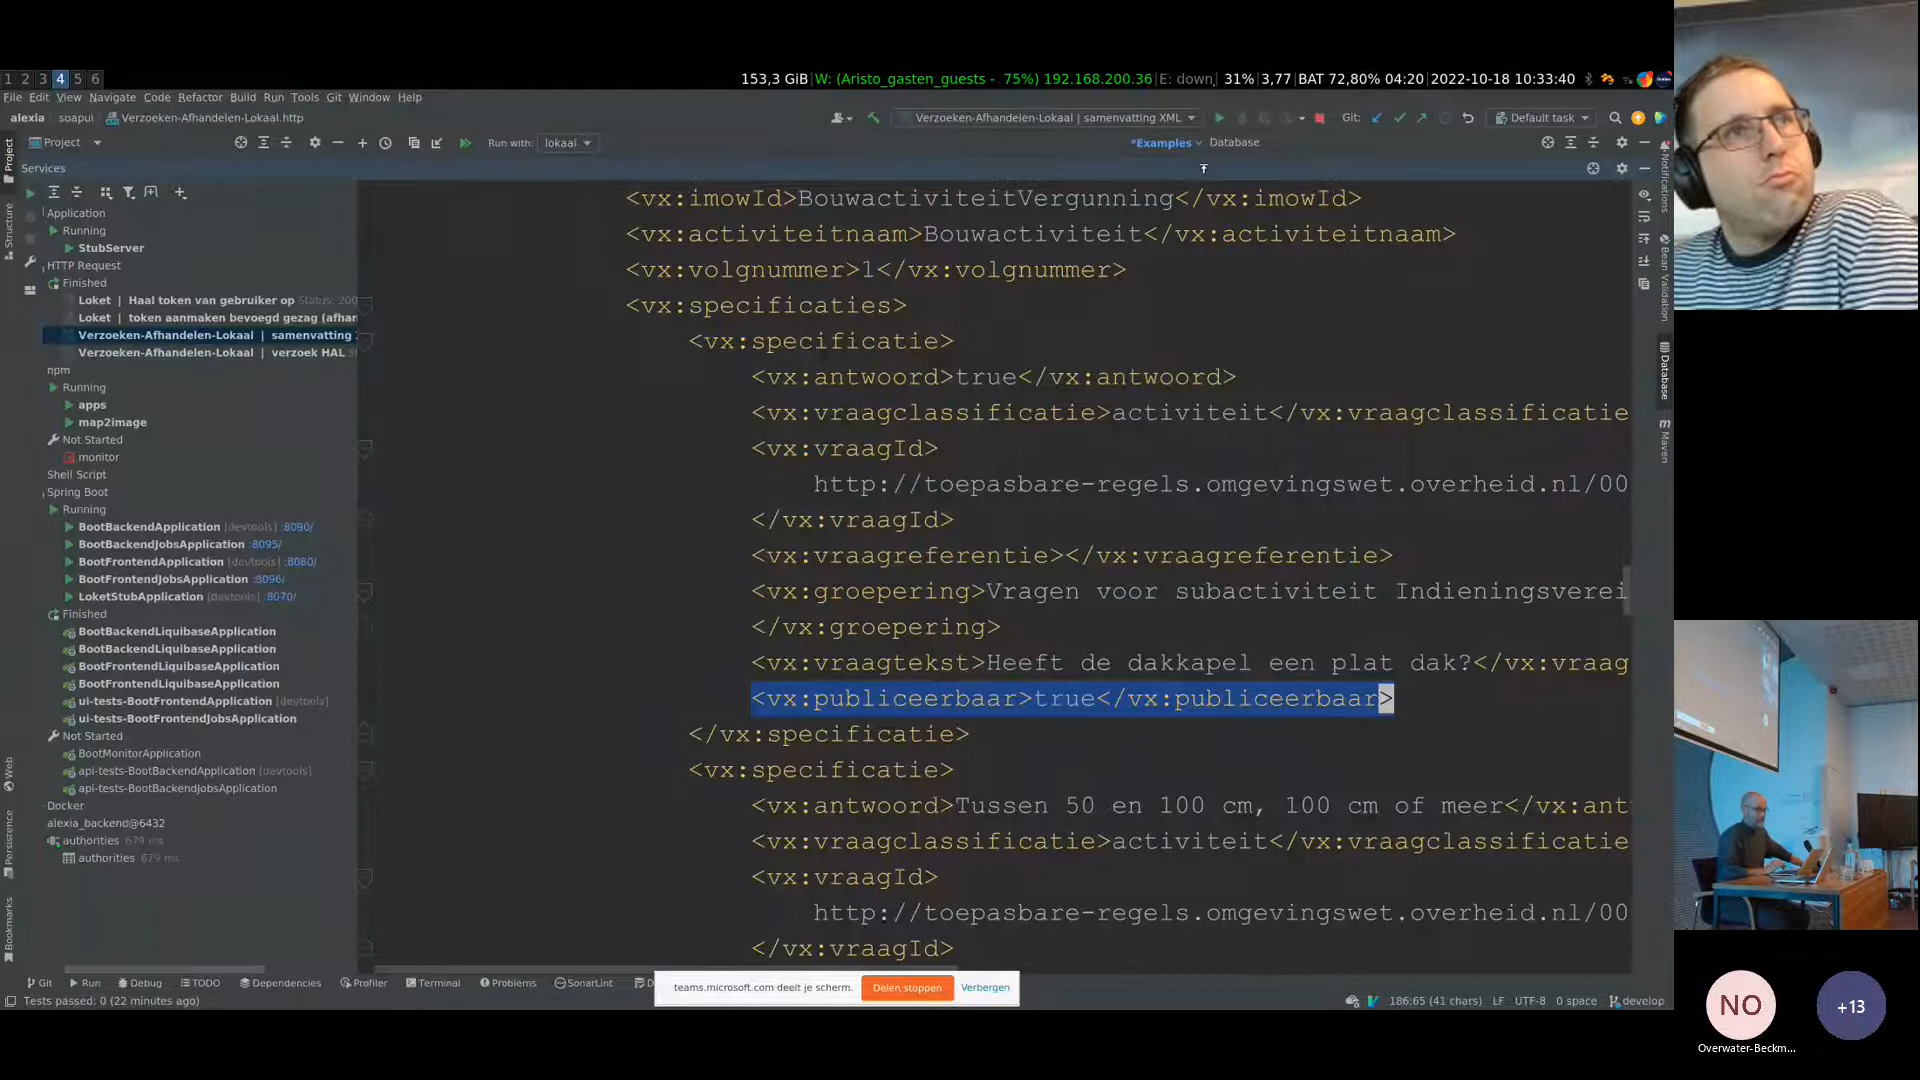 1 2 3 4 5 6
153,3 GiB|W: (Aristo_gasten_guests - 75%) 192.168.200.36|E: down| 31%|3,77|BAT 72,80% 04:20|2022-10-18 10:33:40
File Edit View Navigate Code Refactor Build Run Tools Git Window Help
alexia soapui Verzoeken-Afhandelen-Lokaal.http
Verzoeken-Afhandelen-Lokaal | samenvatting XML
Git:
Default task
Project
Run with: lokaal
*Examples
Database
Services
Application
Running
StubServer
HTTP Request
Finished
Loket | Haal token van gebruiker op Status: 200
Loket | token aanmaken bevoegd gezag (afhan
Verzoeken-Afhandelen-Lokaal | samenvatting
Verzoeken-Afhandelen-Lokaal | verzoek HAL
npm
Running
apps
map2image
Not Started
monitor
Shell Script
Spring Boot
Running
BootBackendApplication [devtools] :8090/
BootBackendJobsApplication :8095/
BootFrontendApplication [devtools] :8080/
BootFrontendJobsApplication :8096/
LoketStubApplication [devtools] :8070/
Finished
BootBackendLiquibaseApplication
BootBackendLiquibaseApplication
BootFrontendLiquibaseApplication
BootFrontendLiquibaseApplication
ui-tests-BootFrontendApplication [devtools]
ui-tests-BootFrontendJobsApplication
Not Started
BootMonitorApplication
api-tests-BootBackendApplication [devtools]
api-tests-BootBackendJobsApplication
Docker
alexia_backend@6432
authorities 679 ms
authorities 679 ms
<vx:imowId>BouwactiviteitVergunning</vx:imowId>
<vx:activiteitnaam>Bouwactiviteit</vx:activiteitnaam>
<vx:volgnummer>1</vx:volgnummer>
<vx:specificaties>
<vx:specificatie>
<vx:antwoord>true</vx:antwoord>
<vx:vraagclassificatie>activiteit</vx:vraagclassificatie
<vx:vraagId>
http://toepasbare-regels.omgevingswet.overheid.nl/00
</vx:vraagId>
<vx:vraagreferentie></vx:vraagreferentie>
<vx:groepering>Vragen voor subactiviteit Indieningsverei
</vx:groepering>
<vx:vraagtekst>Heeft de dakkapel een plat dak?</vx:vraag
<vx:publiceerbaar>true</vx:publiceerbaar>
</vx:specificatie>
<vx:specificatie>
<vx:antwoord>Tussen 50 en 100 cm, 100 cm of meer</vx:ant
<vx:vraagclassificatie>activiteit</vx:vraagclassificatie
<vx:vraagId>
http://toepasbare-regels.omgevingswet.overheid.nl/00
</vx:vraagId>
Project
Structure
Web
Persistence
Bookmarks
Notifications
Bean Validation
Database
Maven
Git Run Debug TODO Dependencies Profiler Terminal Problems SonarLint
teams.microsoft.com deelt je scherm. Delen stoppen Verbergen
Tests passed: 0 (22 minutes ago)
186:65 (41 chars) LF UTF-8 0 space develop
NO
+13
Overwater-Beckm...